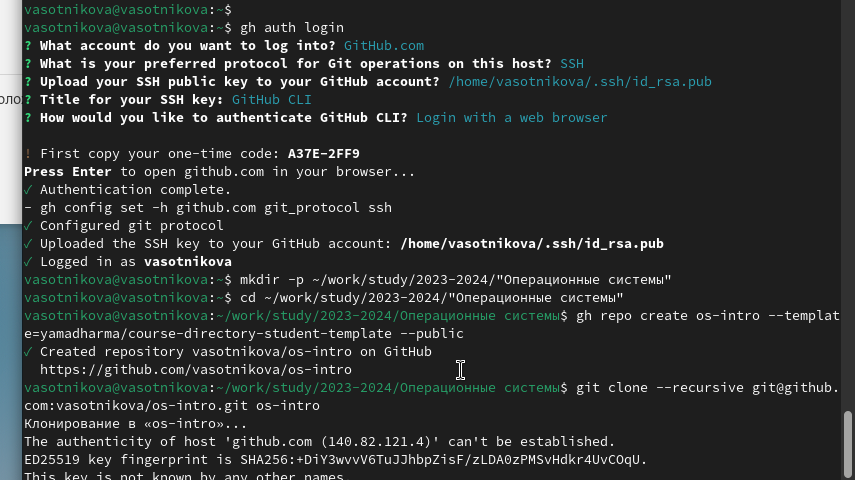 vasotnikova@vasotnikova:~$
vasotnikova@vasotnikova:~$ gh auth login
? What account do you want to log into? GitHub.com
? What is your preferred protocol for Git operations on this host? SSH
? Upload your SSH public key to your GitHub account? /home/vasotnikova/.ssh/id_rsa.pub
? Title for your SSH key: GitHub CLI
? How would you like to authenticate GitHub CLI? Login with a web browser
! First copy your one-time code: A37E-2FF9
Press Enter to open github.com in your browser...
✓ Authentication complete.
- gh config set -h github.com git_protocol ssh
✓ Configured git protocol
✓ Uploaded the SSH key to your GitHub account: /home/vasotnikova/.ssh/id_rsa.pub
✓ Logged in as vasotnikova
vasotnikova@vasotnikova:~$ mkdir -p ~/work/study/2023-2024/"Операционные системы"
vasotnikova@vasotnikova:~$ cd ~/work/study/2023-2024/"Операционные системы"
vasotnikova@vasotnikova:~/work/study/2023-2024/Операционные системы$ gh repo create os-intro --templat
e=yamadharma/course-directory-student-template --public
✓ Created repository vasotnikova/os-intro on GitHub
https://github.com/vasotnikova/os-intro
vasotnikova@vasotnikova:~/work/study/2023-2024/Операционные системы$ git clone --recursive git@github.
com:vasotnikova/os-intro.git os-intro
Клонирование в «os-intro»...
The authenticity of host 'github.com (140.82.121.4)' can't be established.
ED25519 key fingerprint is SHA256:+DiY3wvvV6TuJJhbpZisF/zLDA0zPMSvHdkr4UvCOqU.
This key is not known by any other names